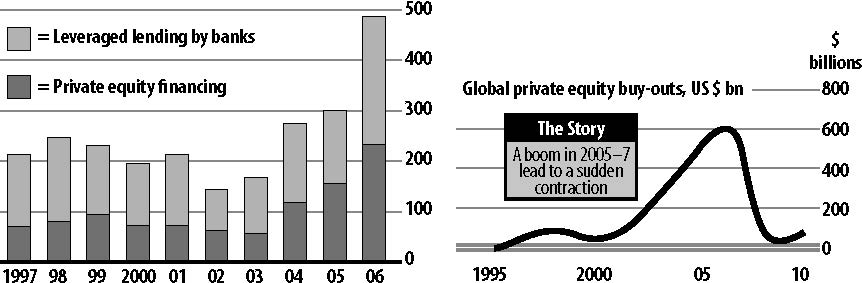 = Leveraged lending by banks
= Private equity financing
500
400
300
200
100
0
1997 98 99 2000 01 02 03 04 05 06
$
billions
Global private equity buy-outs, US $ bn
800
600
400
200
0
The Story
A boom in 2005–7
lead to a sudden
contraction
1995 2000 05 10